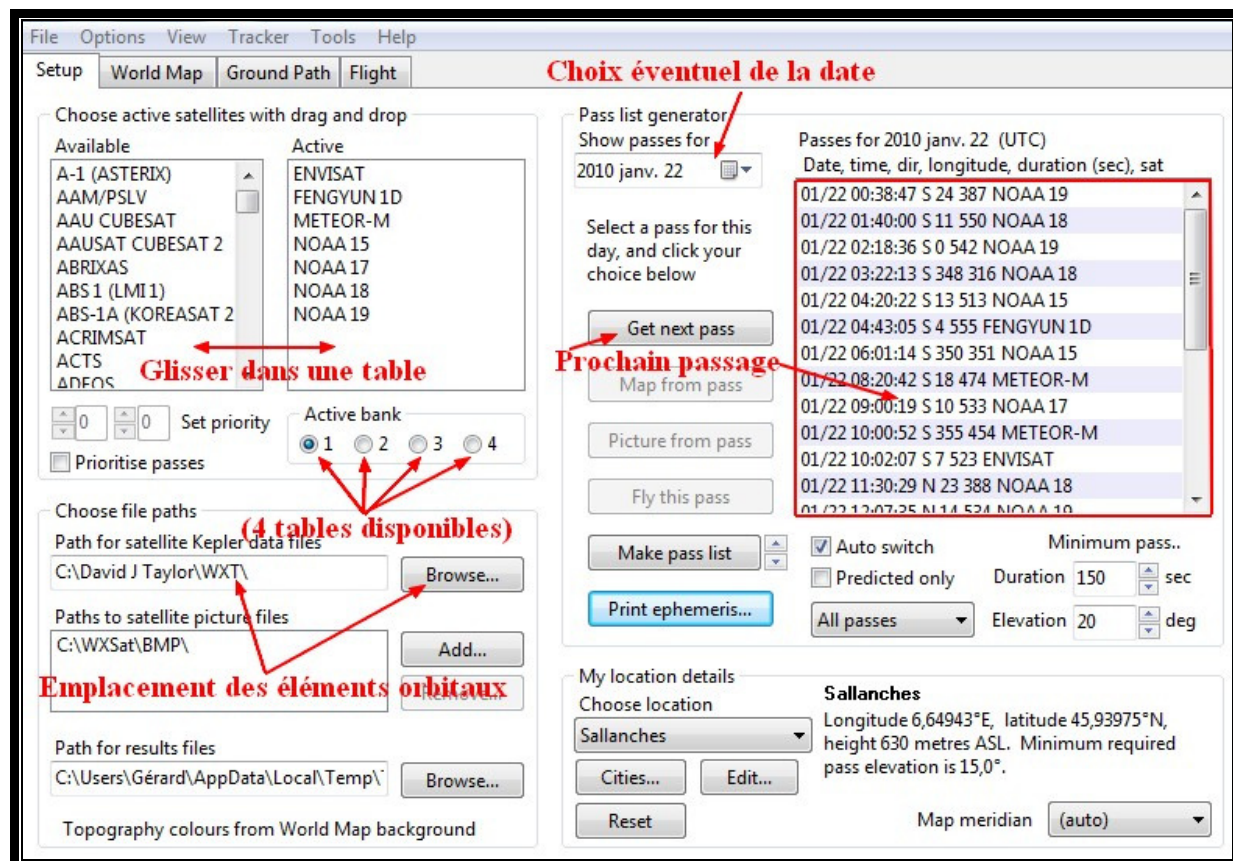 File Options View Tracker Tools Help
Setup World Map Ground Path Flight
Choix éventuel de la date
Choose active satellites with drag and drop
Available
A-1 (ASTERIX)
AAM/PSLV
AAU CUBESAT
AAUSAT CUBESAT 2
ABRIXAS
ABS 1 (LMI 1)
ABS-1A (KOREASAT 2
ACRIMSAT
ACTS
ADEOS
Active
ENVISAT
FENGYUN 1D
METEOR-M
NOAA 15
NOAA 17
NOAA 18
NOAA 19
Glisser dans une table
0 0 Set priority
Prioritise passes
Active bank
1 2 3 4
(4 tables disponibles)
Choose file paths
Path for satellite Kepler data files
C:\David J Taylor\WXT\
Browse...
Paths to satellite picture files
C:\WXSat\BMP\
Add...
Remove...
Emplacement des éléments orbitaux
Path for results files
C:\Users\Gérard\AppData\Local\Temp\
Browse...
Topography colours from World Map background
Pass list generator
Show passes for
2010 janv. 22
Select a pass for this
day, and click your
choice below
Get next pass
Prochain passage
Map from pass
Picture from pass
Fly this pass
Make pass list
Print ephemeris...
Passes for 2010 janv. 22 (UTC)
Date, time, dir, longitude, duration (sec), sat
01/22 00:38:47 S 24 387 NOAA 19
01/22 01:40:00 S 11 550 NOAA 18
01/22 02:18:36 S 0 542 NOAA 19
01/22 03:22:13 S 348 316 NOAA 18
01/22 04:20:22 S 13 513 NOAA 15
01/22 04:43:05 S 4 555 FENGYUN 1D
01/22 06:01:14 S 350 351 NOAA 15
01/22 08:20:42 S 18 474 METEOR-M
01/22 09:00:19 S 10 533 NOAA 17
01/22 10:00:52 S 355 454 METEOR-M
01/22 10:02:07 S 7 523 ENVISAT
01/22 11:30:29 N 23 388 NOAA 18
01/22 12:07:35 N 14 534 NOAA 19
Auto switch
Predicted only
All passes
Minimum pass..
Duration 150 sec
Elevation 20 deg
My location details
Choose location
Sallanches
Cities... Edit...
Reset
Sallanches
Longitude 6,64943°E, latitude 45,93975°N,
height 630 metres ASL. Minimum required
pass elevation is 15,0°.
Map meridian (auto)